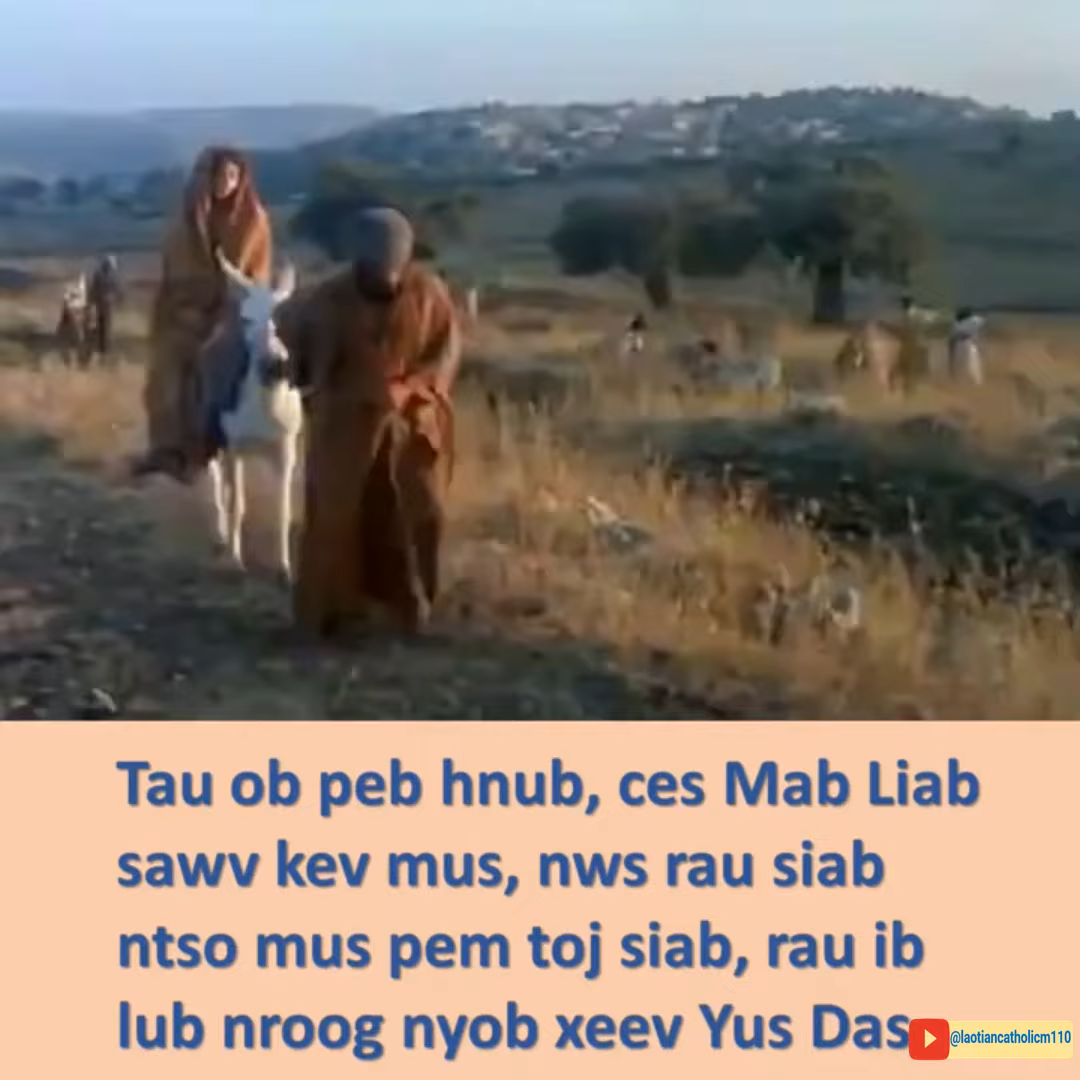 Tau ob peb hnub, ces Mab Liab
sawv kev mus, nws rau siab
ntso mus pem toj siab, rau ib
lub nroog nyob xeev Yus Das
@laotiancatholicm110